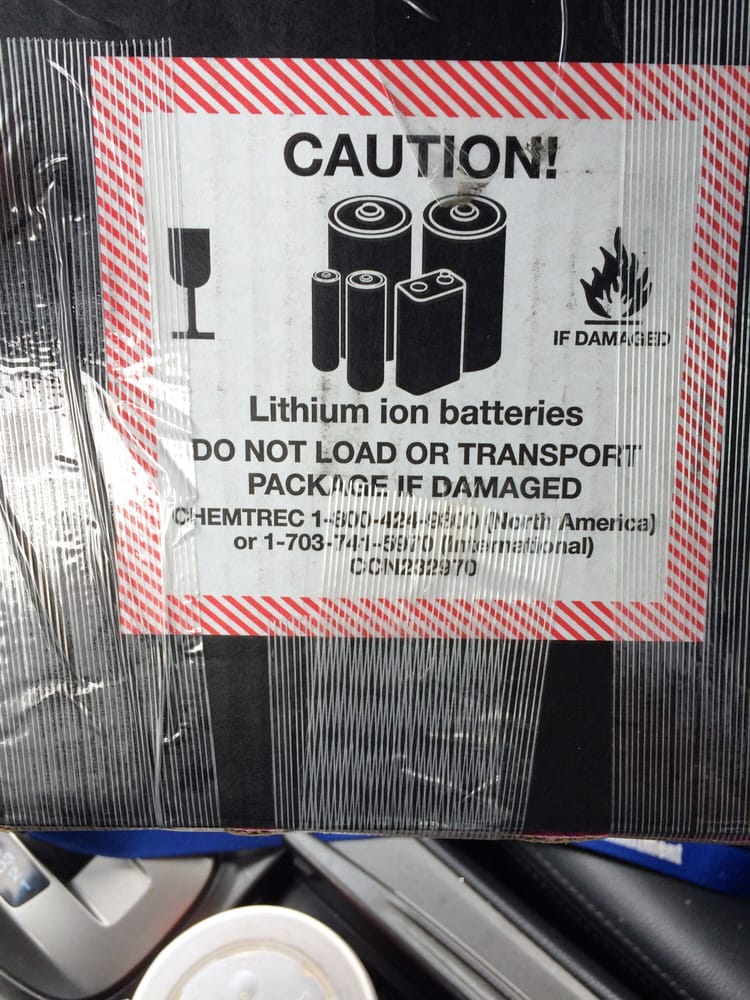 CAUTION!
IF DAMAGED
Lithium ion batteries
DO NOT LOAD OR TRANSPORT
PACKAGE IF DAMAGED
CHEMTREC 1-800-424-9300 (North America)
or 1-703-741-5970 (International)
CCN232970